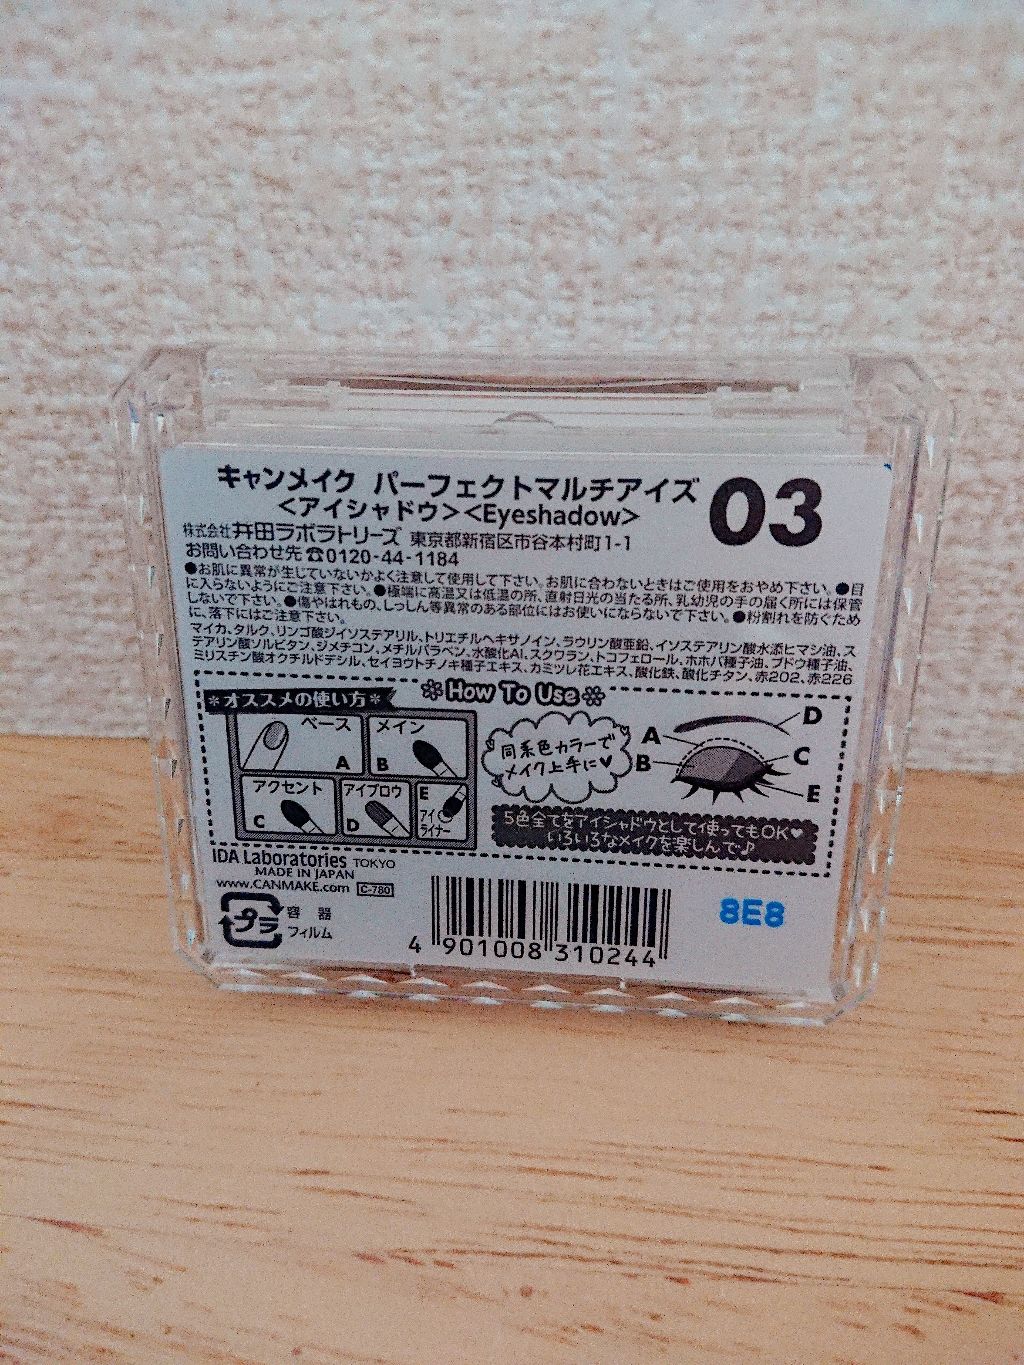 キャンメイク パーフェクトマルチアイズ
<アイシャドウ><Eyeshadow>
03
株式会社井田ラボラトリーズ 東京都新宿区市谷本村町1-1
お問い合わせ先☎0120-44-1184
●お肌に異常が生じていないかよく注意して使用して下さい。お肌に合わないときはご使用をおやめ下さい。●目
に入らないようにご注意下さい。●極端に高温又は低温の所、直射日光の当たる所、乳幼児の手の届く所には保管
しないで下さい。●傷やはれもの、しっしん等異常のある部位にはお使いにならないで下さい。●粉割れを防ぐため
に、落下にはご注意下さい。
マイカ、タルク、リンゴ酸ジイソステアリル、トリエチルヘキサノイン、ラウリン酸亜鉛、イソステアリン酸水添ヒマシ油、ス
テアリン酸ソルビタン、ジメチコン、メチルパラベン、水酸化Al、スクワラン、トコフェロール、ホホバ種子油、ブドウ種子油、
ミリスチン酸オクチルドデシル、セイヨウトチノキ種子エキス、カミツレ花エキス、酸化鉄、酸化チタン、赤202、赤226
How To Use
*オススメの使い方*
ベース
A
メイン
B
アクセント
C
アイブロウ
D
E
アイ
ライナー
同系色カラーで
メイク上手に♥
A
B
D
C
E
5色全てをアイシャドウとして使ってもOK♥
いろいろなメイクを楽しんで♪
IDA Laboratories TOKYO
MADE IN JAPAN
www.CANMAKE.com C-780
プラ
容器
フィルム
4 901008 310244
8E8